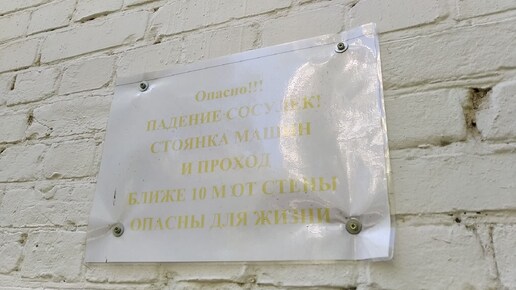 Опасно!!!
ПАДЕНИЕ СОСУЛЕК!
СТОЯНКА МАШИН
И ПРОХОД
БЛИЖЕ 10 М ОТ СТЕНЫ
ОПАСНЫ ДЛЯ ЖИЗНИ